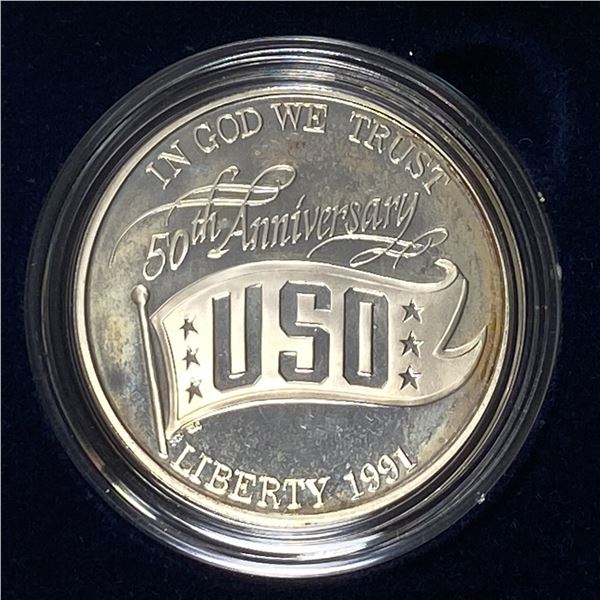 IN GOD WE TRUST
50th Anniversary
USO
LIBERTY 1991